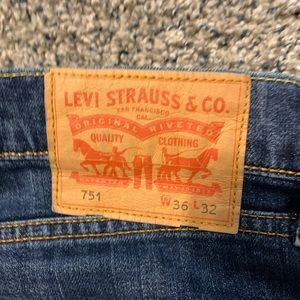 LEVI STRAUSS & CO.
SAN FRANCISCO
CAL.
ORIGINAL RIVETED
QUALITY CLOTHING
751 W 36 L 32